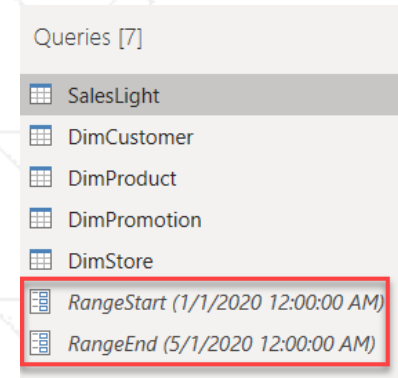 Queries [7]
SalesLight
DimCustomer
DimProduct
DimPromotion
DimStore
RangeStart (1/1/2020 12:00:00 AM)
RangeEnd (5/1/2020 12:00:00 AM)